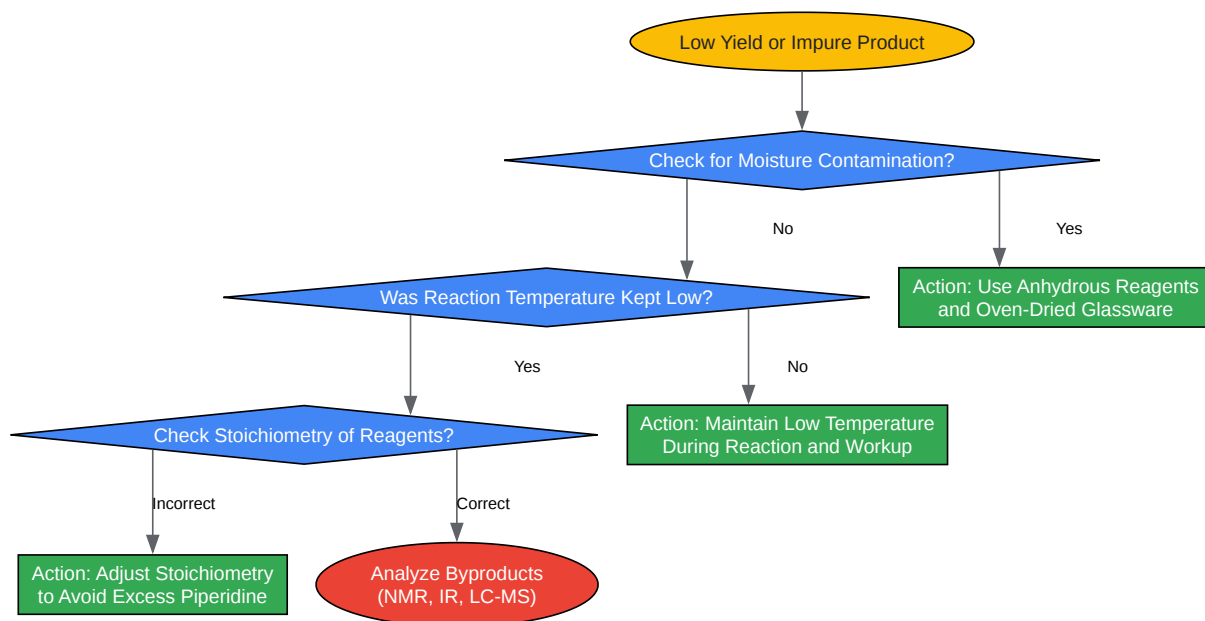 Low Yield or Impure Product
Check for Moisture Contamination?
No
Yes
Action: Use Anhydrous Reagents
and Oven-Dried Glassware
Was Reaction Temperature Kept Low?
Yes
No
Action: Maintain Low Temperature
During Reaction and Workup
Check Stoichiometry of Reagents?
Incorrect
Correct
Action: Adjust Stoichiometry
to Avoid Excess Piperidine
Analyze Byproducts
(NMR, IR, LC-MS)